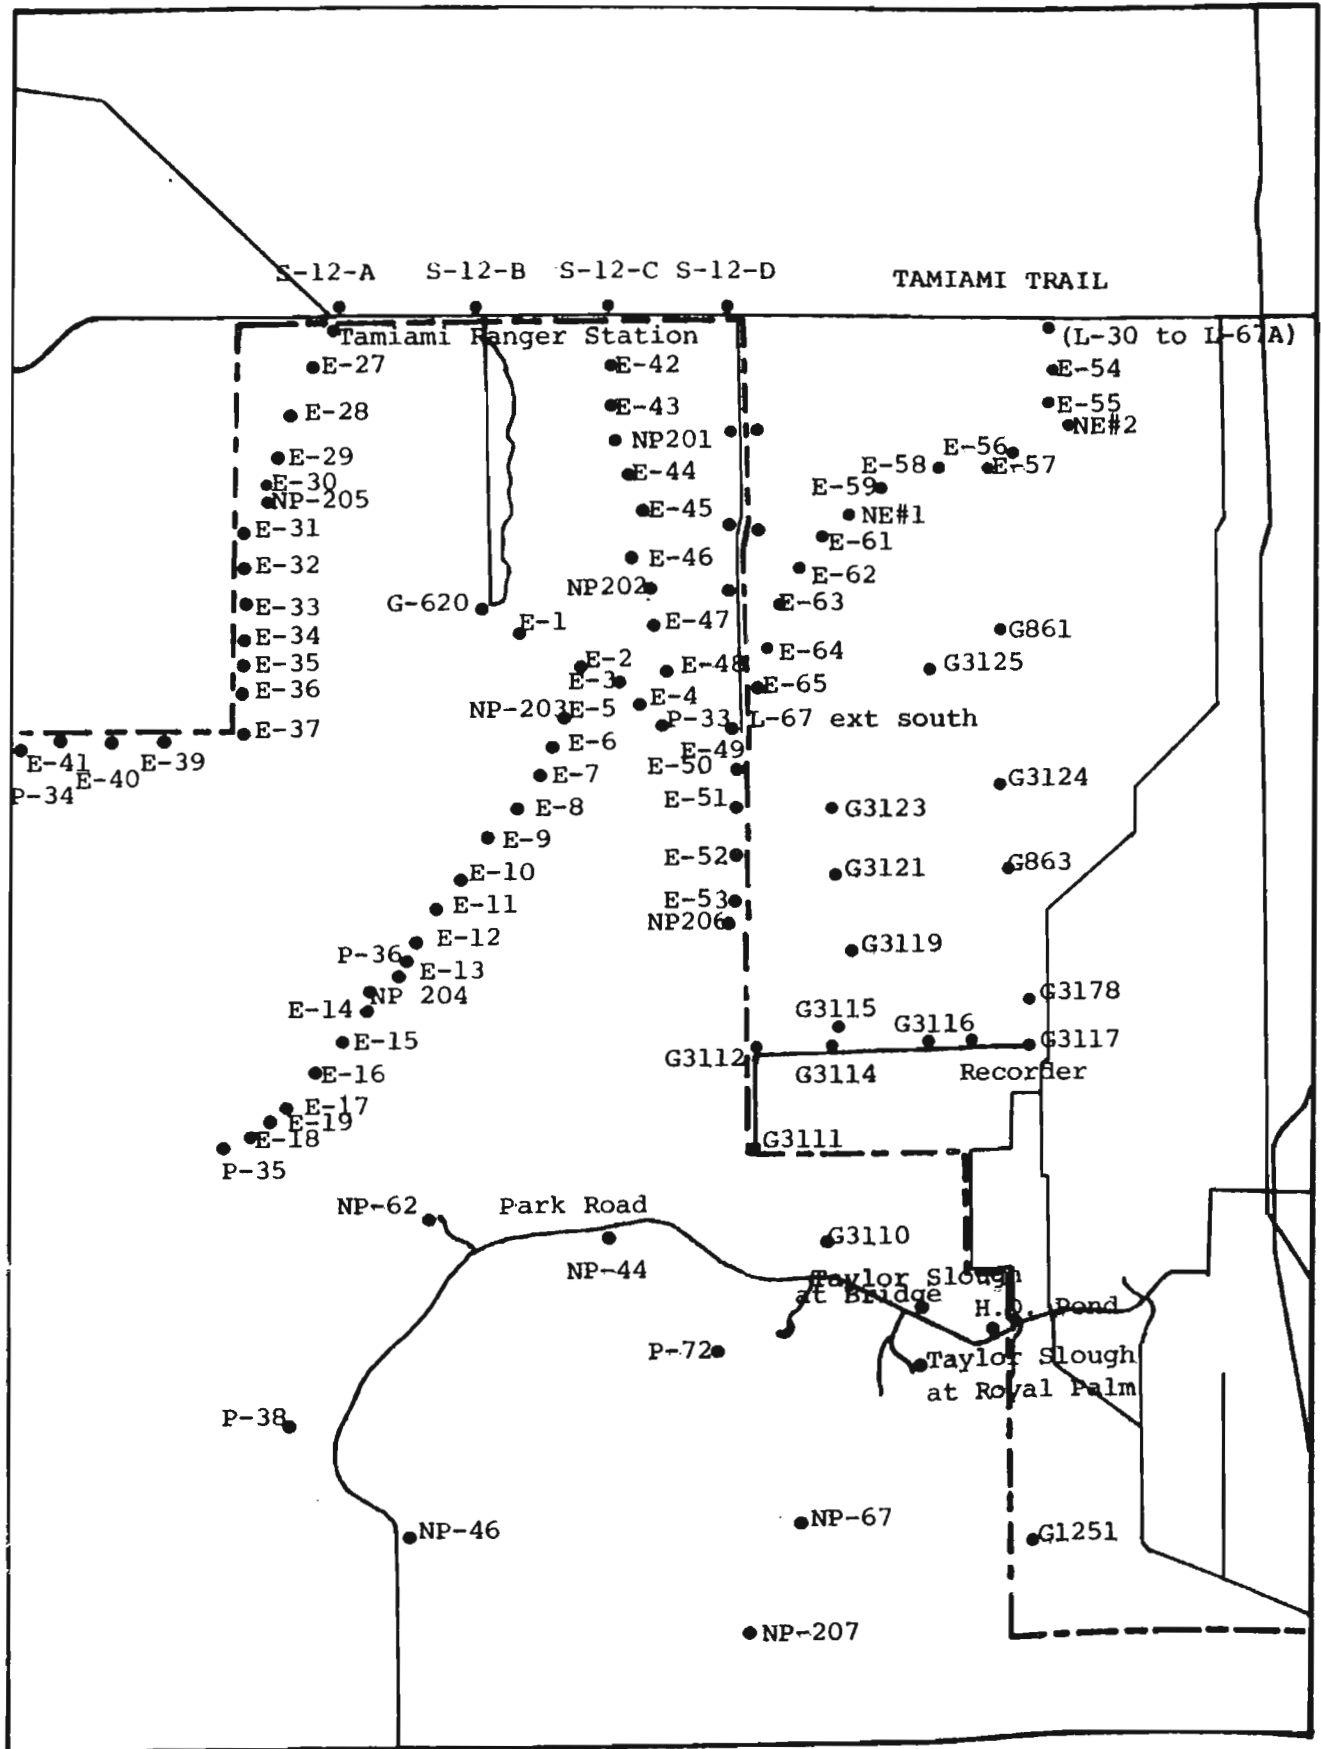 S-12-A S-12-B S-12-C S-12-D
TAMIAMI TRAIL
Tamiami Ranger Station
(L-30 to L-67A)
E-27
E-42
E-54
E-28
E-43
E-55
NP201
NE#2
E-29
E-44
E-56
E-58
E-57
E-30
E-59
NP-205
E-45
NE#1
E-31
E-61
E-32
E-46
E-62
NP202
G-620
E-33
E-63
E-1
E-47
G861
E-34
E-2
E-48
E-64
G3125
E-35
E-3
E-36
E-4
E-65
NP-203
E-5
P-33
L-67 ext south
E-37
E-6
E-49
E-41
E-40
E-39
P-34
E-7
E-50
G3124
E-8
E-51
G3123
E-9
E-52
G3121
G863
E-10
E-11
E-53
NP206
E-12
P-36
G3119
E-13
NP 204
E-14
G3178
G3115
G3116
E-15
G3112
G3114
G3117
Recorder
E-16
E-17
E-19
E-18
G3111
P-35
NP-62
Park Road
G3110
NP-44
Taylor Slough
at Bridge
H.Q. Pond
P-72
Taylor Slough
at Royal Palm
P-38
NP-46
NP-67
G1251
NP-207